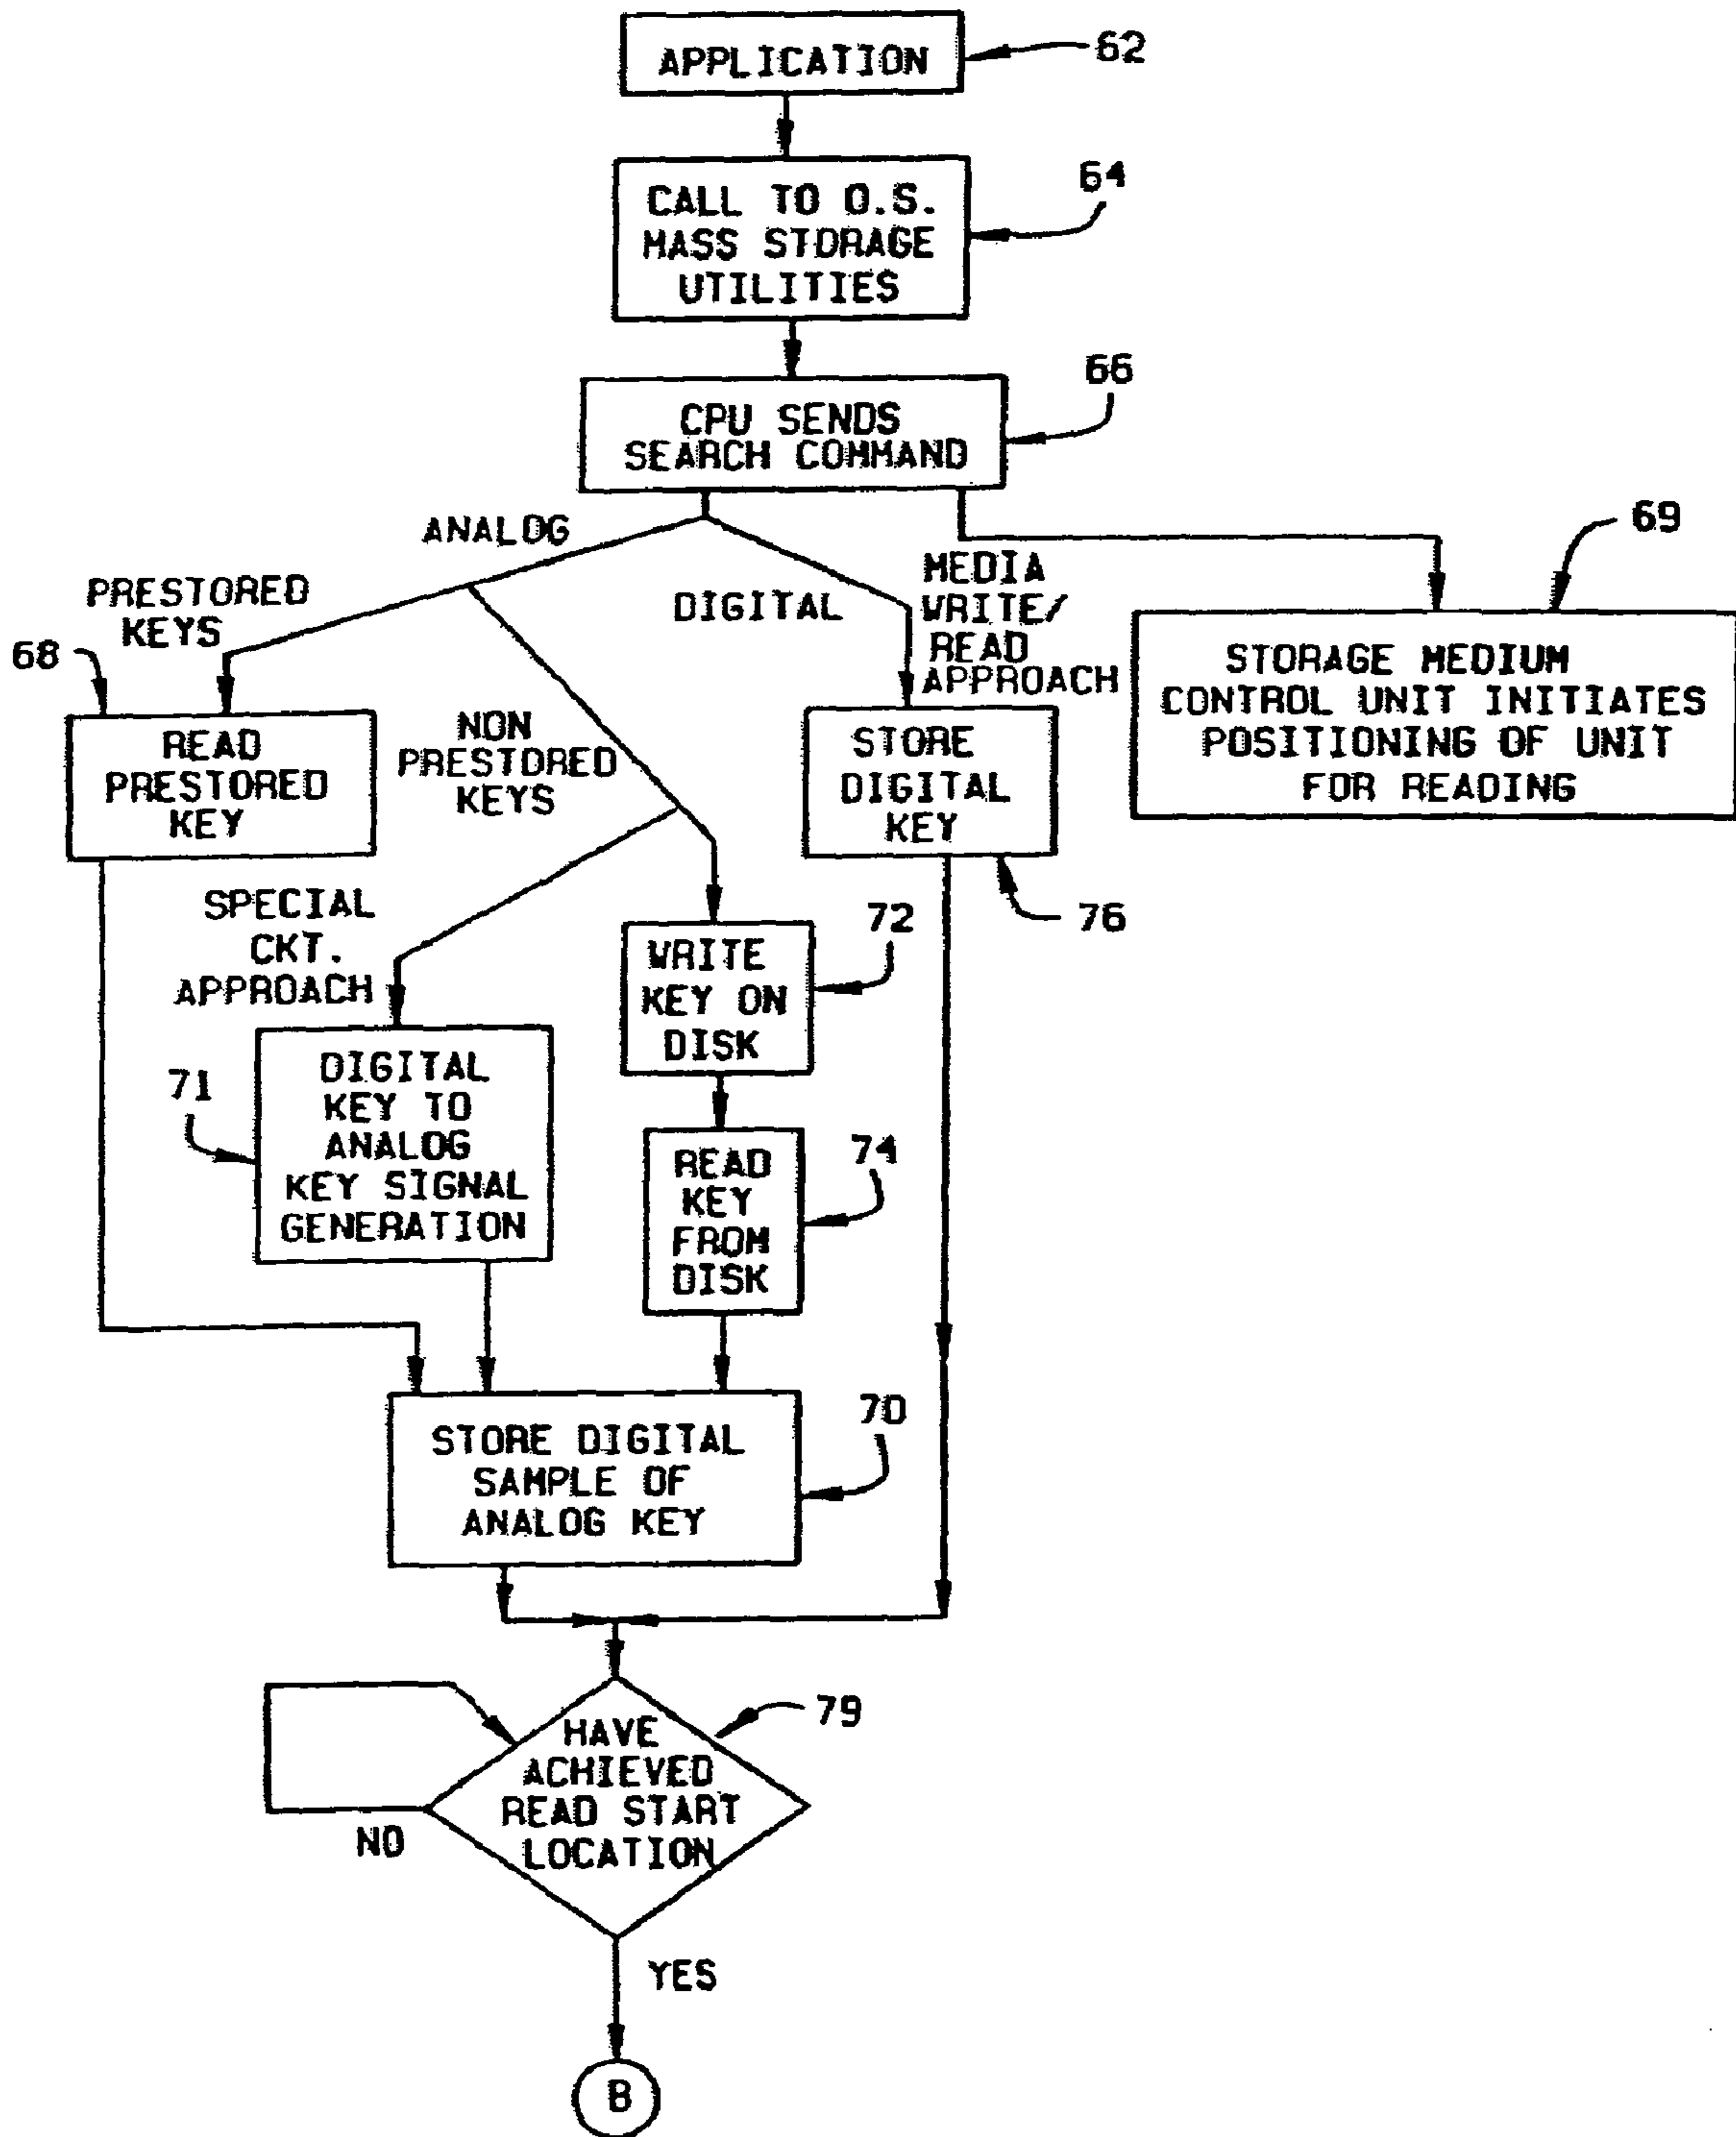 APPLICATION
62
CALL TO O.S.
MASS STORAGE
UTILITIES
64
CPU SENDS
SEARCH COMMAND
66
ANALOG
DIGITAL
MEDIA
WRITE/
READ
APPROACH
69
STORAGE MEDIUM
CONTROL UNIT INITIATES
POSITIONING OF UNIT
FOR READING
PRESTORED
KEYS
68
READ
PRESTORED
KEY
NON
PRESTORED
KEYS
STORE
DIGITAL
KEY
76
SPECIAL
CKT.
APPROACH
72
WRITE
KEY ON
DISK
71
DIGITAL
KEY TO
ANALOG
KEY SIGNAL
GENERATION
74
READ
KEY
FROM
DISK
70
STORE DIGITAL
SAMPLE OF
ANALOG KEY
79
HAVE
ACHIEVED
READ START
LOCATION
NO
YES
B